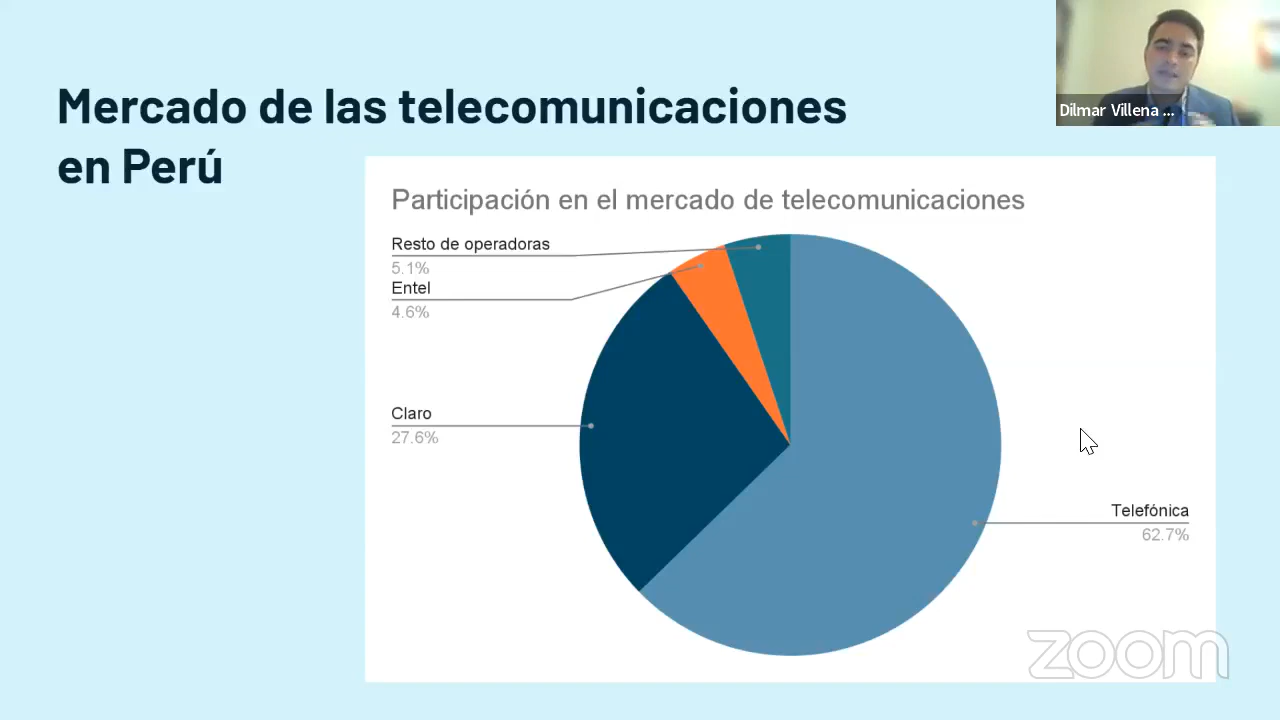 Mercado de las telecomunicaciones
en Perú
Dilmar Villena ...
Participación en el mercado de telecomunicaciones
Resto de operadoras
5.1%
Entel
4.6%
Claro
27.6%
Telefónica
62.7%
zoom